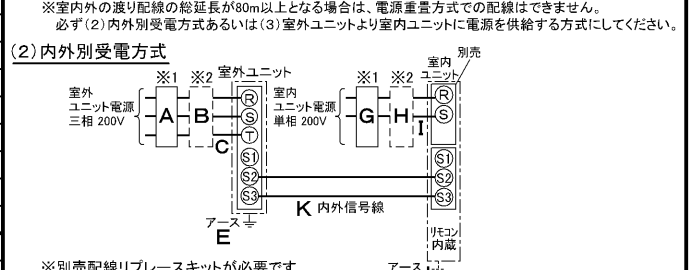 ※室内外の渡り配線の総延長が80m以上となる場合は、電源重畳方式での配線はできません。
必ず(2)内外別受電方式あるいは(3)室外ユニットより室内ユニットに電源を供給する方式にしてください。
(2)内外別受電方式
※1 ※2 室外ユニット
室外
ユニット電源
三相 200V
A
B
C
R
S
T
S1
S2
S3
アース
E
※1 ※2
室内
ユニット
別売
室内
ユニット電源
単相 200V
G
H
I
R
S
S1
S2
S3
K 内外信号線
リモコン
内蔵
アース
※別売配線リプレースキットが必要です